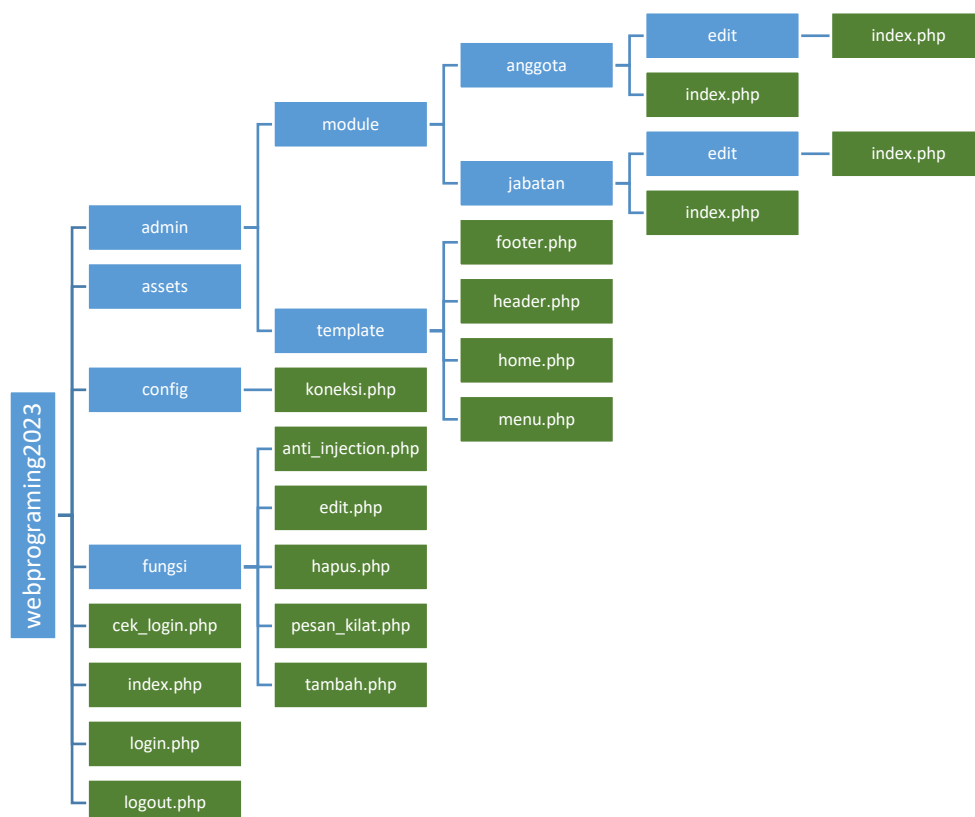 webprograming2023
admin
module
anggota
edit
index.php
index.php
jabatan
edit
index.php
index.php
template
footer.php
header.php
home.php
menu.php
assets
config
koneksi.php
fungsi
anti_injection.php
edit.php
hapus.php
pesan_kilat.php
tambah.php
cek_login.php
index.php
login.php
logout.php